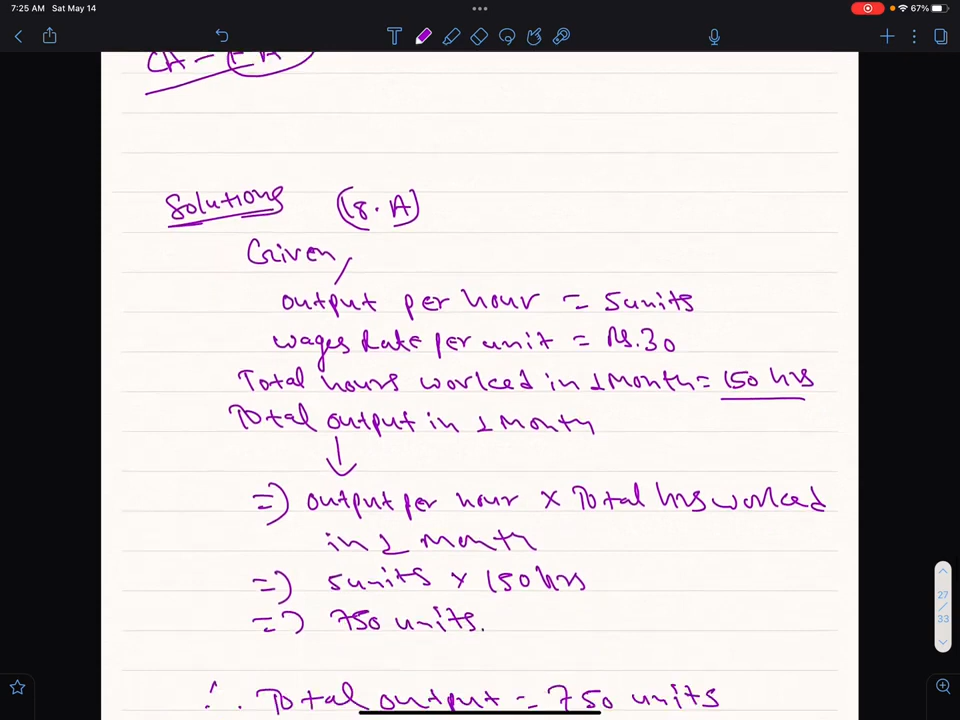 7:25 AM Sat May 14
67%
Solutions (18. A)
Given,
output per hour = 5units
wages Rate per unit = Rs.30
Total hours worked in 1 Month = 150 hrs
Total output in 1 Month
=> output per hour x Total hrs worked
in 1 month
=> 5units x 150 hrs
=> 750 units.
∴ Total output = 750 units
27
/
33